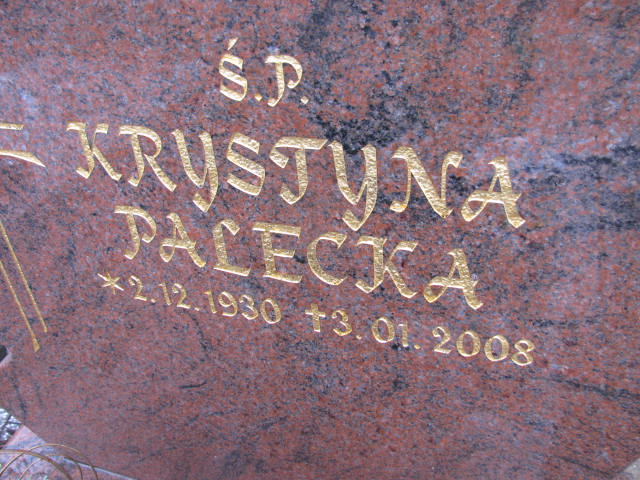 Ś.P.
KRYSTYNA
PALECKA
*2.12.1930 †3.01.2008